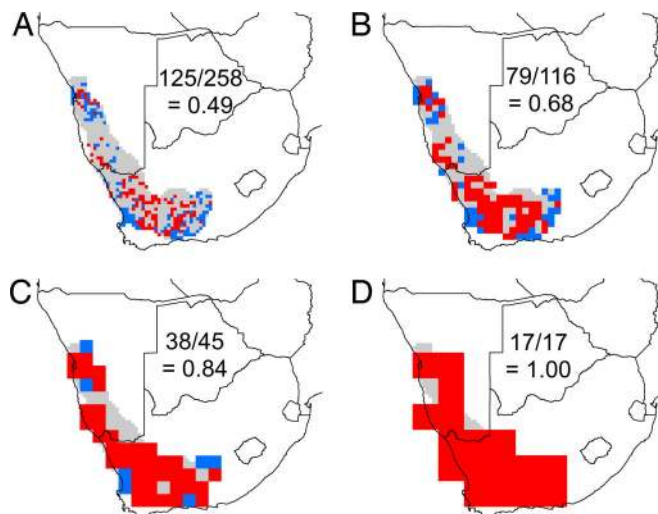 A
125/258
= 0.49
B
79/116
= 0.68
C
38/45
= 0.84
D
17/17
= 1.00